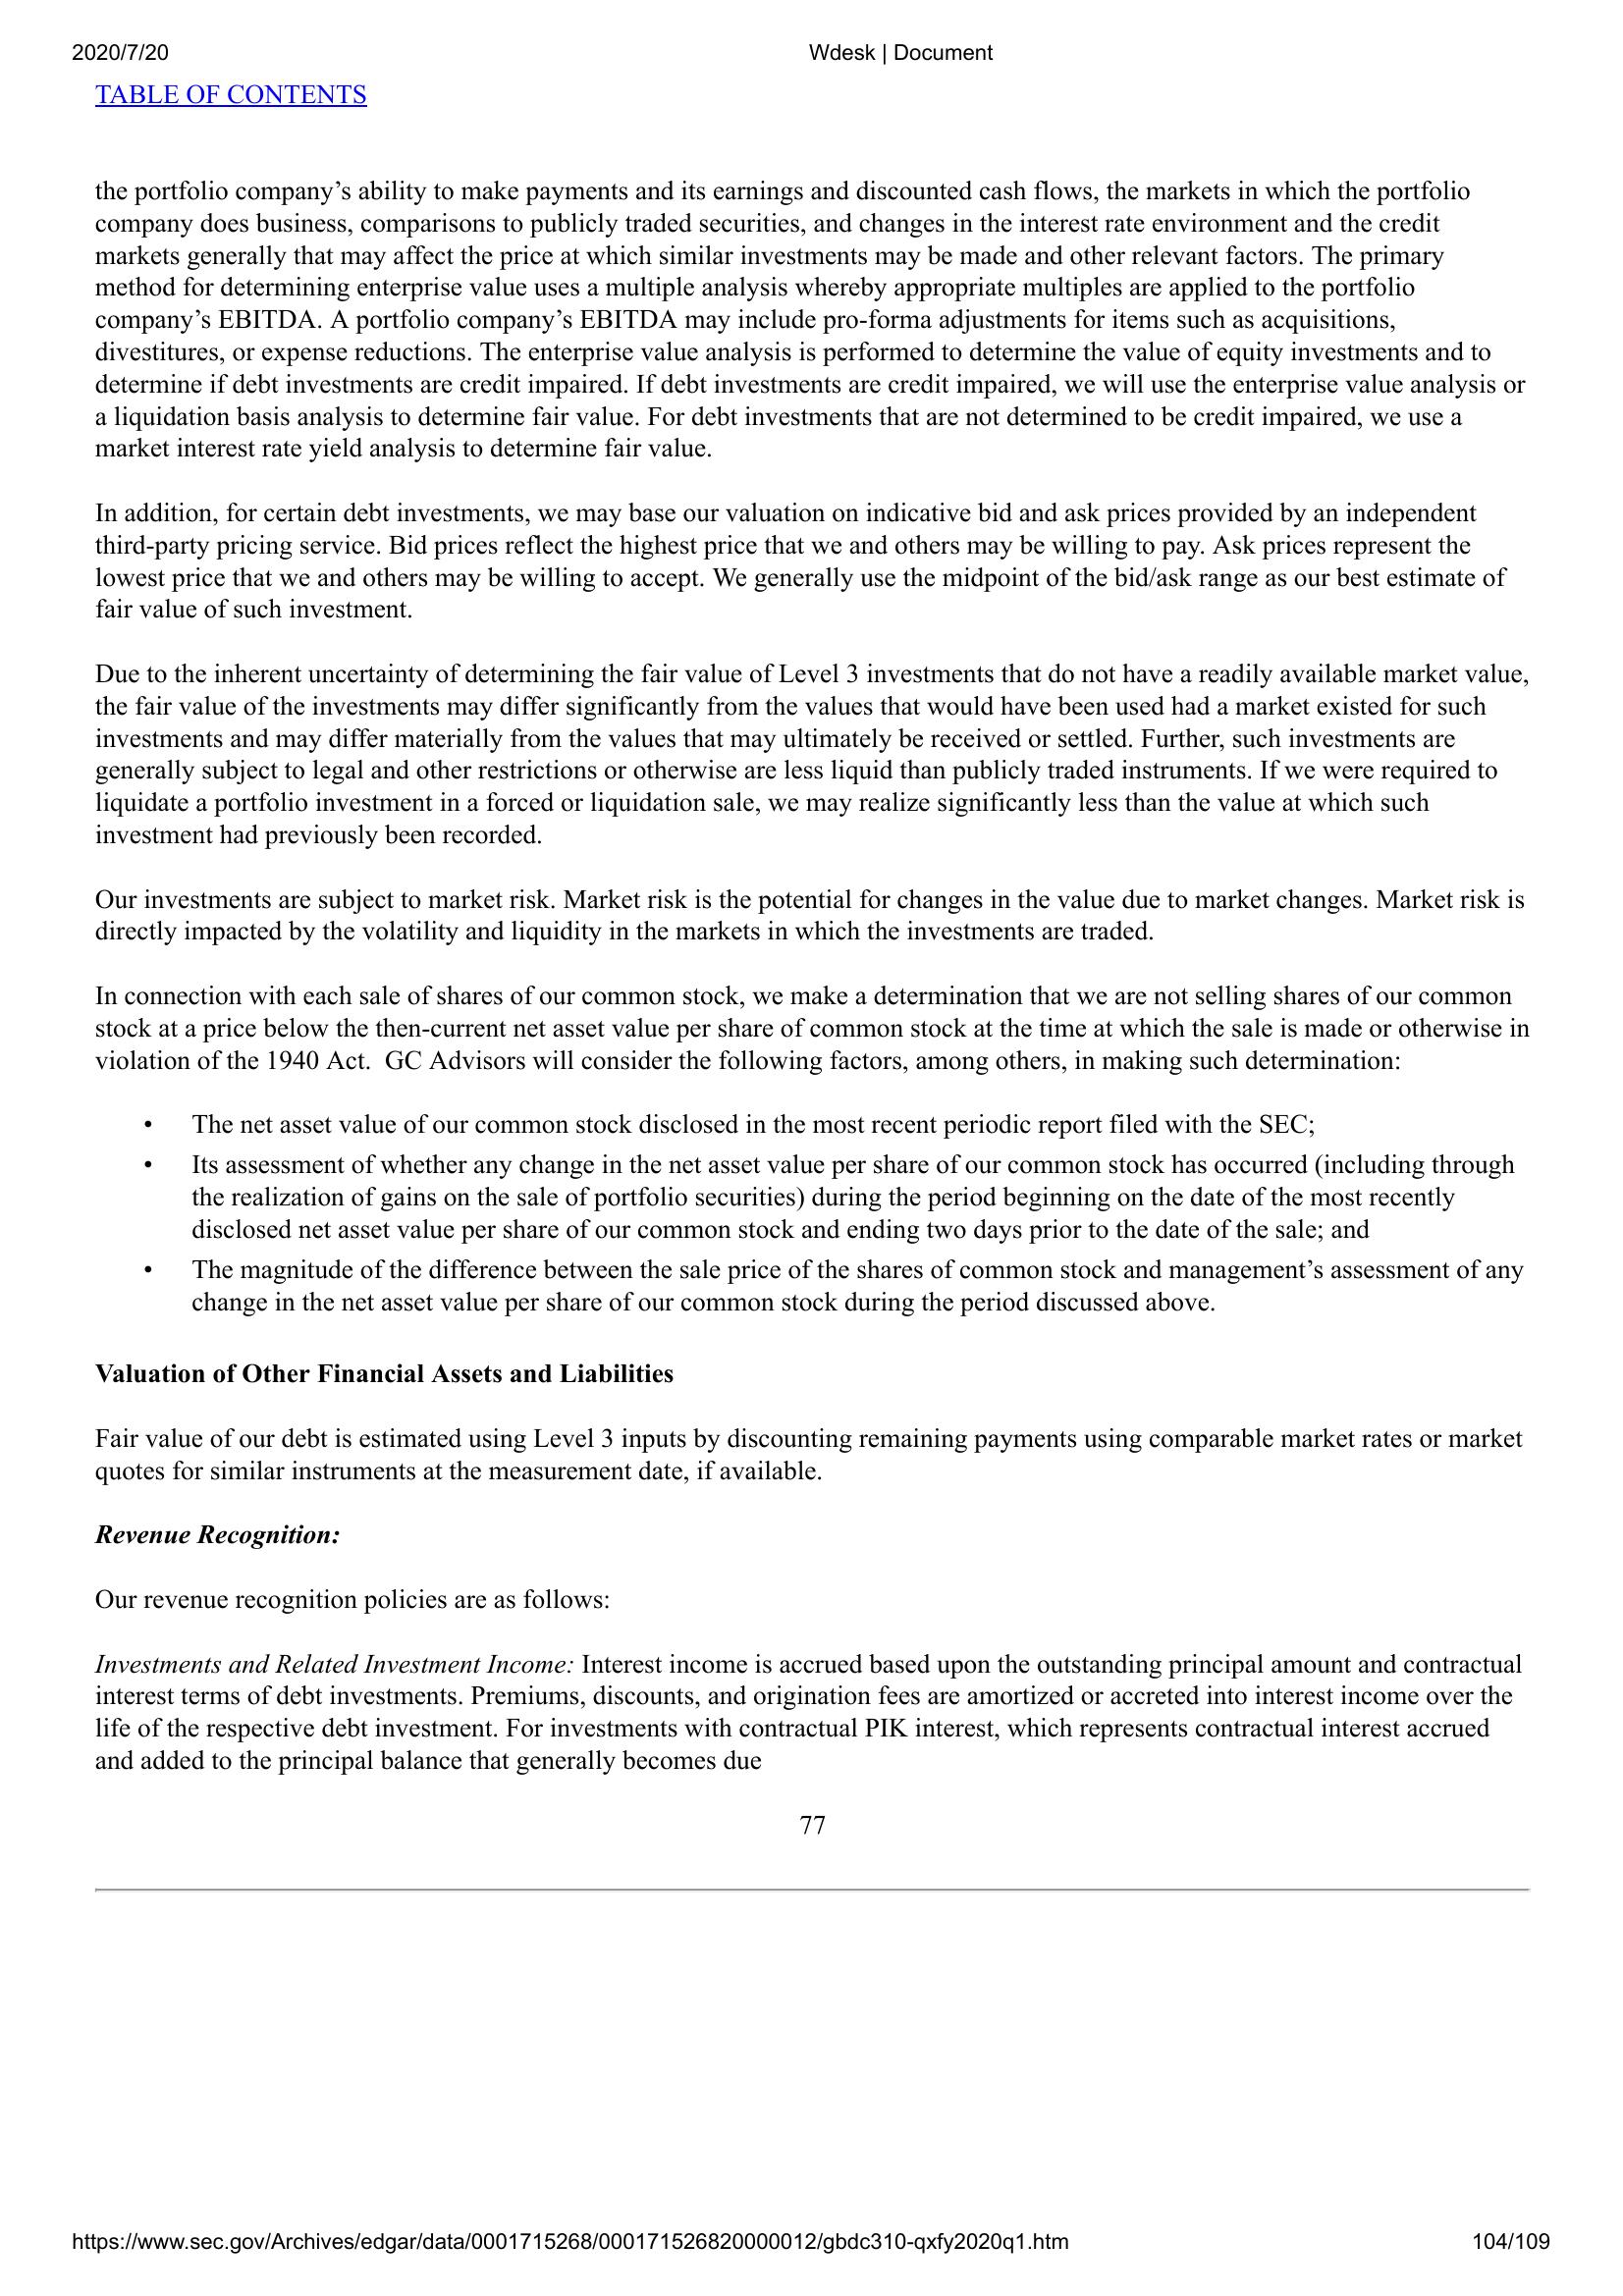 2020/7/20
Wdesk | Document
TABLE OF CONTENTS
the portfolio company’s ability to make payments and its earnings and discounted cash flows, the markets in which the portfolio
company does business, comparisons to publicly traded securities, and changes in the interest rate environment and the credit
markets generally that may affect the price at which similar investments may be made and other relevant factors. The primary
method for determining enterprise value uses a multiple analysis whereby appropriate multiples are applied to the portfolio
company’s EBITDA. A portfolio company’s EBITDA may include pro-forma adjustments for items such as acquisitions,
divestitures, or expense reductions. The enterprise value analysis is performed to determine the value of equity investments and to
determine if debt investments are credit impaired. If debt investments are credit impaired, we will use the enterprise value analysis or
a liquidation basis analysis to determine fair value. For debt investments that are not determined to be credit impaired, we use a
market interest rate yield analysis to determine fair value.
In addition, for certain debt investments, we may base our valuation on indicative bid and ask prices provided by an independent
third-party pricing service. Bid prices reflect the highest price that we and others may be willing to pay. Ask prices represent the
lowest price that we and others may be willing to accept. We generally use the midpoint of the bid/ask range as our best estimate of
fair value of such investment.
Due to the inherent uncertainty of determining the fair value of Level 3 investments that do not have a readily available market value,
the fair value of the investments may differ significantly from the values that would have been used had a market existed for such
investments and may differ materially from the values that may ultimately be received or settled. Further, such investments are
generally subject to legal and other restrictions or otherwise are less liquid than publicly traded instruments. If we were required to
liquidate a portfolio investment in a forced or liquidation sale, we may realize significantly less than the value at which such
investment had previously been recorded.
Our investments are subject to market risk. Market risk is the potential for changes in the value due to market changes. Market risk is
directly impacted by the volatility and liquidity in the markets in which the investments are traded.
In connection with each sale of shares of our common stock, we make a determination that we are not selling shares of our common
stock at a price below the then-current net asset value per share of common stock at the time at which the sale is made or otherwise in
violation of the 1940 Act.  GC Advisors will consider the following factors, among others, in making such determination:
• The net asset value of our common stock disclosed in the most recent periodic report filed with the SEC;
• Its assessment of whether any change in the net asset value per share of our common stock has occurred (including through
the realization of gains on the sale of portfolio securities) during the period beginning on the date of the most recently
disclosed net asset value per share of our common stock and ending two days prior to the date of the sale; and
• The magnitude of the difference between the sale price of the shares of common stock and management’s assessment of any
change in the net asset value per share of our common stock during the period discussed above.
Valuation of Other Financial Assets and Liabilities
Fair value of our debt is estimated using Level 3 inputs by discounting remaining payments using comparable market rates or market
quotes for similar instruments at the measurement date, if available.
Revenue Recognition:
Our revenue recognition policies are as follows:
Investments and Related Investment Income: Interest income is accrued based upon the outstanding principal amount and contractual
interest terms of debt investments. Premiums, discounts, and origination fees are amortized or accreted into interest income over the
life of the respective debt investment. For investments with contractual PIK interest, which represents contractual interest accrued
and added to the principal balance that generally becomes due
77
https://www.sec.gov/Archives/edgar/data/0001715268/000171526820000012/gbdc310-qxfy2020q1.htm
104/109